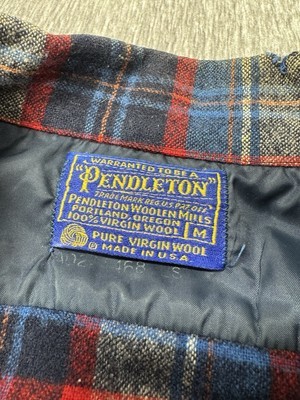 WARRANTED TO BE A
"PENDLETON"
TRADE MARK REG. U.S. PAT. OFF.
PENDLETON WOOLEN MILLS
PORTLAND, OREGON
100% VIRGIN WOOL
M
PURE VIRGIN WOOL
® MADE IN U.S.A.
168 S